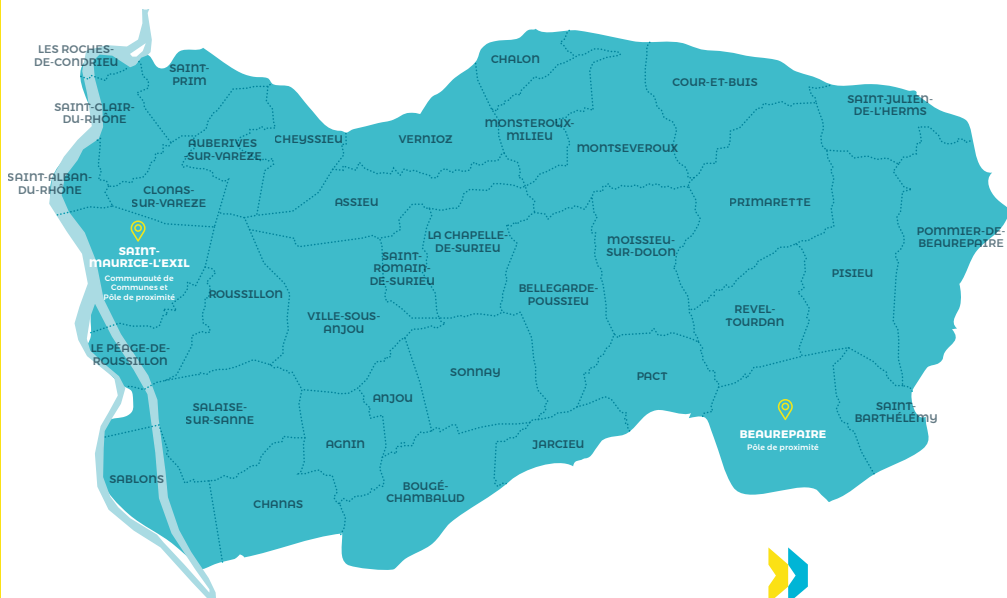 LES ROCHES-
DE-CONDRIEU
SAINT-
PRIM
CHALON
COUR-ET-BUIS
SAINT-CLAIR-
DU-RHÔNE
SAINT-JULIEN-
DE-L'HERMS
AUBERIVES
-SUR-VARÈZE
CHEYSSIEU
VERNIOZ
MONSTEROUX-
MILIEU
MONTSEVEROUX
SAINT-ALBAN-
DU-RHÔNE
CLONAS-
SUR-VAREZE
ASSIEU
PRIMARETTE
LA CHAPELLE-
DE-SURIEU
MOISSIEU-
SUR-DOLON
POMMIER-DE-
BEAUREPAIRE
SAINT-
MAURICE-L'EXIL
Communauté de
Communes et
Pôle de proximité
SAINT-
ROMAIN-
DE-SURIEU
PISIEU
ROUSSILLON
BELLEGARDE-
POUSSIEU
VILLE-SOUS-
ANJOU
REVEL-
TOURDAN
LE PÉAGE-DE-
ROUSSILLON
SONNAY
PACT
ANJOU
SALAISE-
SUR-SANNE
SAINT-
BARTHÉLÉMY
AGNIN
JARCIEU
BEAUREPAIRE
Pôle de proximité
SABLONS
BOUGÉ-
CHAMBALUD
CHANAS